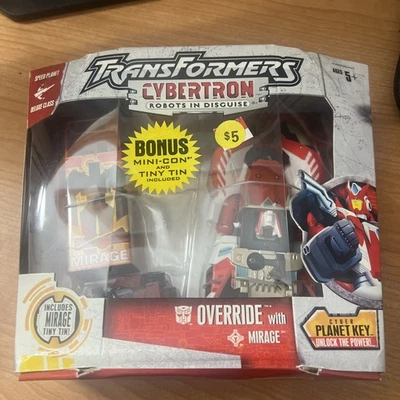 SPEED PLANET
DELUXE CLASS
TRANSFORMERS
CYBERTRON
ROBOTS IN DISGUISE
AGES 5+
$5
BONUS
MINI-CON
AND
TINY TIN
INCLUDED
MIRAGE
INCLUDES
MIRAGE
TINY TIN!
OVERRIDE with
MIRAGE
CYBER
PLANET KEY
UNLOCK THE POWER!